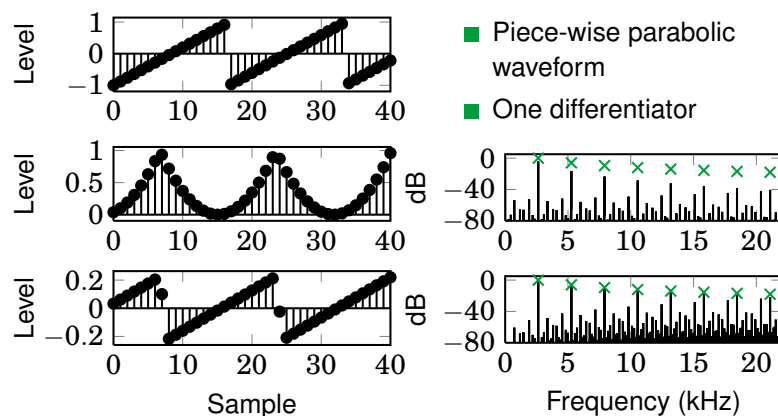 Level
1
0
−1
0 10 20 30 40
Piece-wise parabolic
waveform
One differentiator
Level
1
0.5
0
0 10 20 30 40
Sample
dB
0
−40
−80
0 5 10 15 20
Frequency (kHz)
Level
0.2
0
−0.2
0 10 20 30 40
Sample
dB
0
−40
−80
0 5 10 15 20
Frequency (kHz)